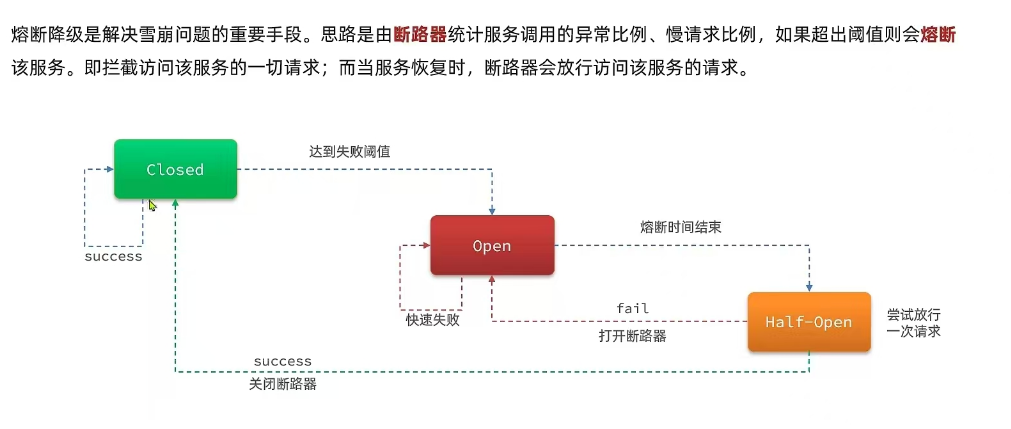 熔断降级是解决雪崩问题的重要手段。思路是由断路器统计服务调用的异常比例、慢请求比例，如果超出阈值则会熔断
该服务。即拦截访问该服务的一切请求；而当服务恢复时，断路器会放行访问该服务的请求。
达到失败阈值
Closed
success
熔断时间结束
Open
快速失败
fail
打开断路器
Half-Open
尝试放行
一次请求
success
关闭断路器